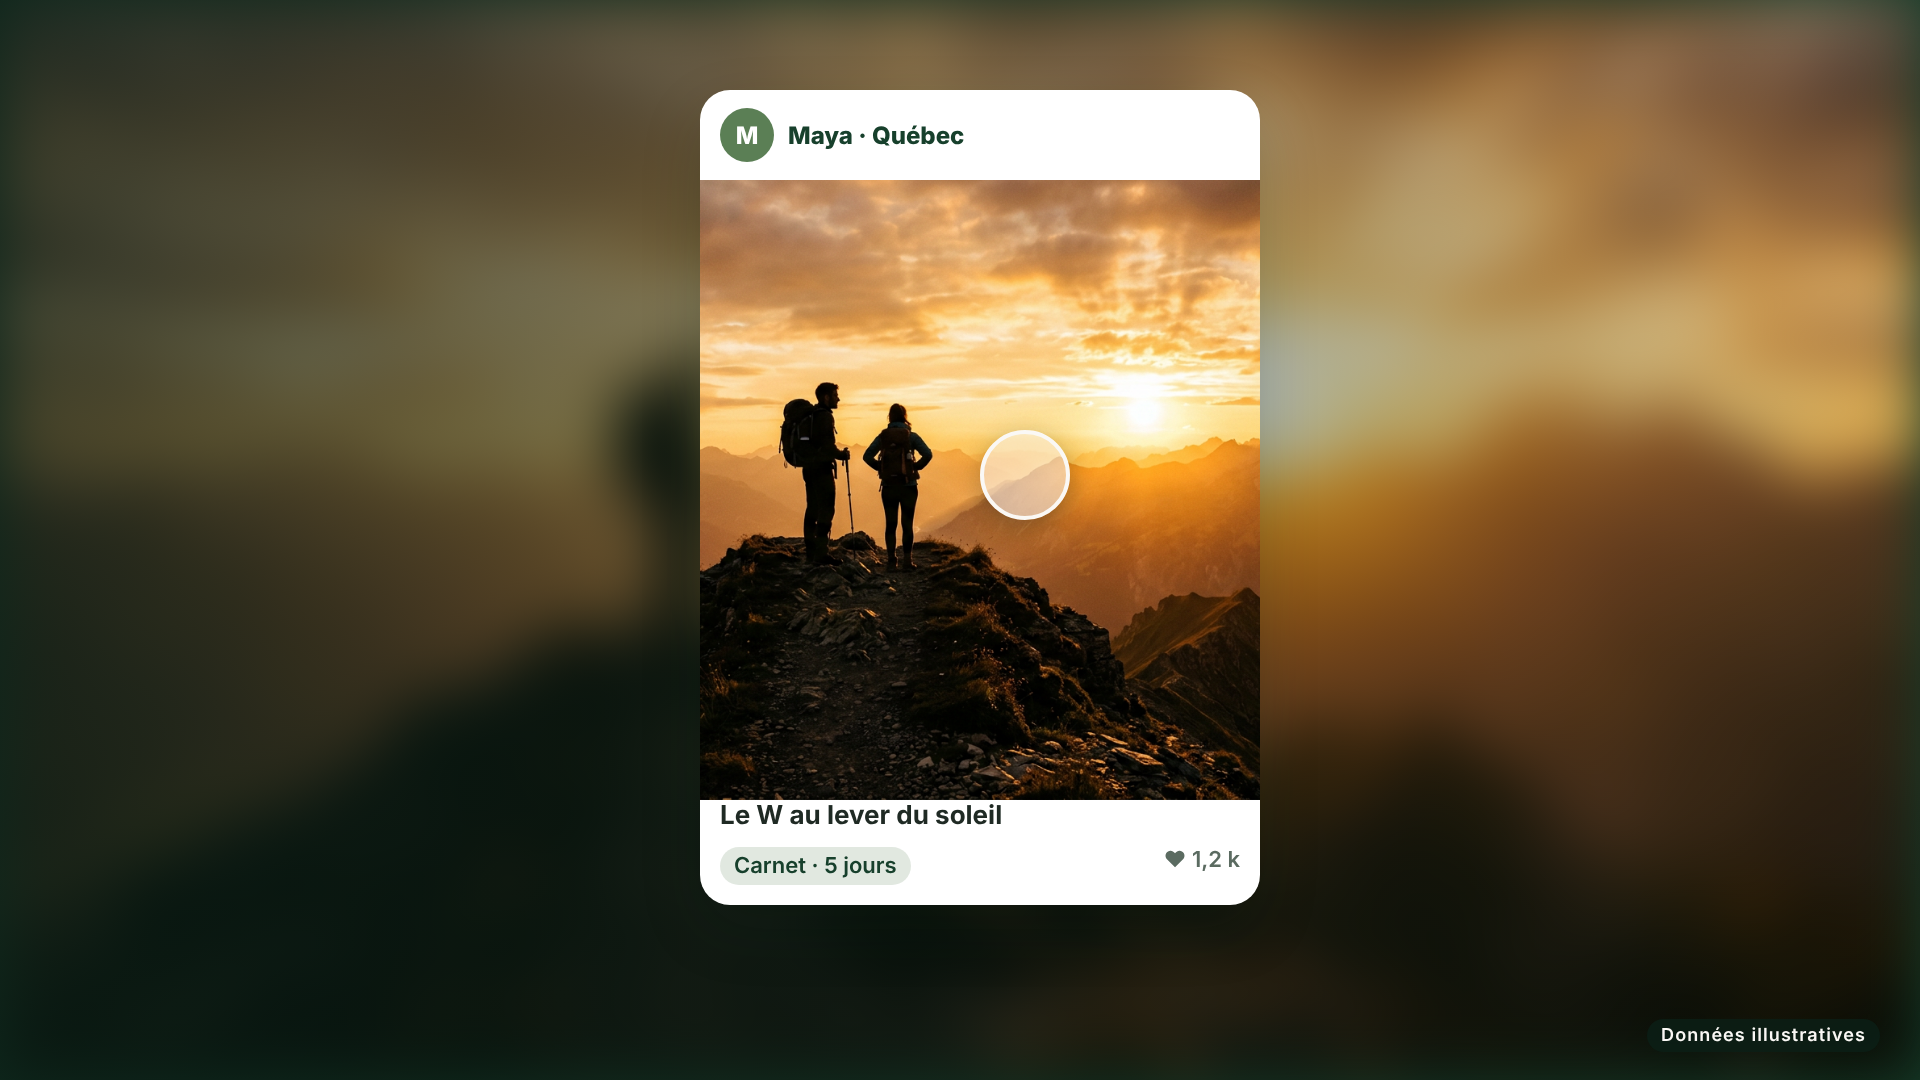 M
Maya · Québec
Le W au lever du soleil
Carnet · 5 jours
♥ 1,2 k
Données illustratives